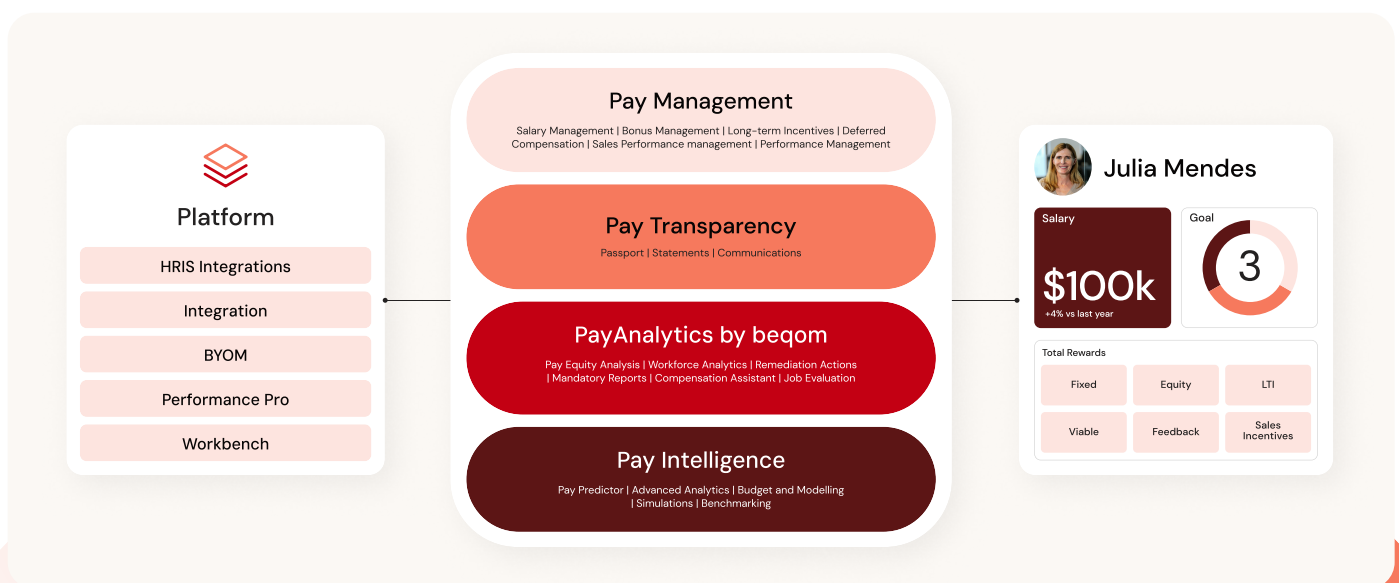 Platform
HRIS Integrations
Integration
BYOM
Performance Pro
Workbench
Pay Management
Salary Management | Bonus Management | Long-term Incentives | Deferred
Compensation | Sales Performance management | Performance Management
Pay Transparency
Passport | Statements | Communications
PayAnalytics by beqom
Pay Equity Analysis | Workforce Analytics | Remediation Actions
| Mandatory Reports | Compensation Assistant | Job Evaluation
Pay Intelligence
Pay Predictor | Advanced Analytics | Budget and Modelling
| Simulations | Benchmarking
Julia Mendes
Salary
$100k
+4% vs last year
Goal
3
Total Rewards
Fixed
Equity
LTI
Viable
Feedback
Sales
Incentives